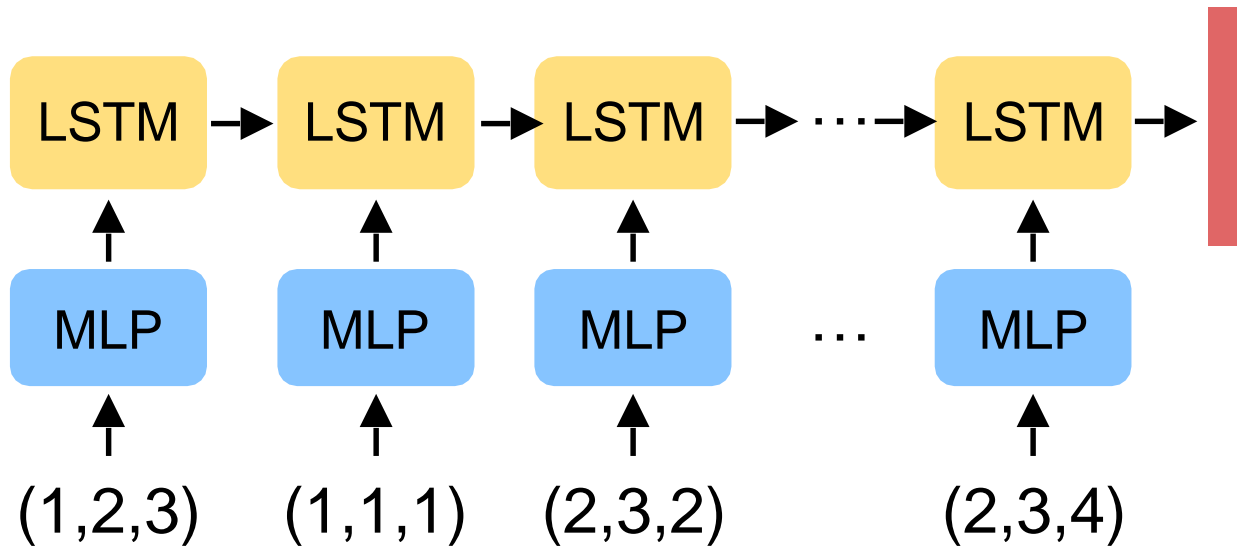 LSTM LSTM LSTM ... LSTM
MLP MLP MLP ... MLP
(1,2,3) (1,1,1) (2,3,2) (2,3,4)